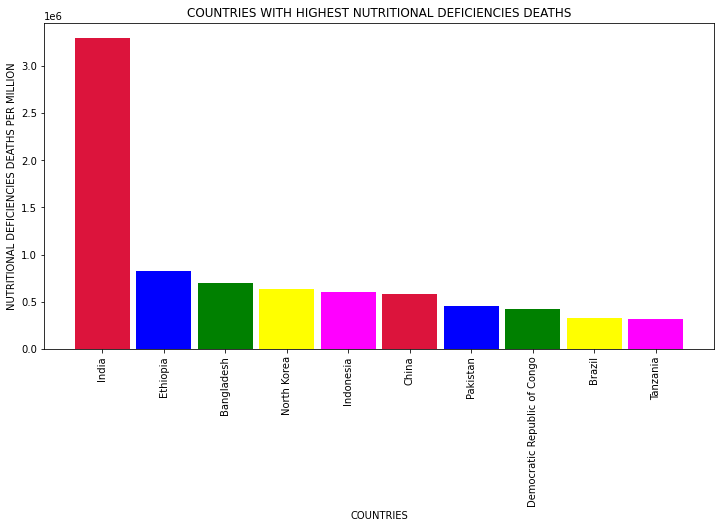 COUNTRIES WITH HIGHEST NUTRITIONAL DEFICIENCIES DEATHS
1e6
NUTRITIONAL DEFICIENCIES DEATHS PER MILLION
3.0
2.5
2.0
1.5
1.0
0.5
0.0
India
Ethiopia
Bangladesh
North Korea
Indonesia
China
Pakistan
Democratic Republic of Congo
Brazil
Tanzania
COUNTRIES